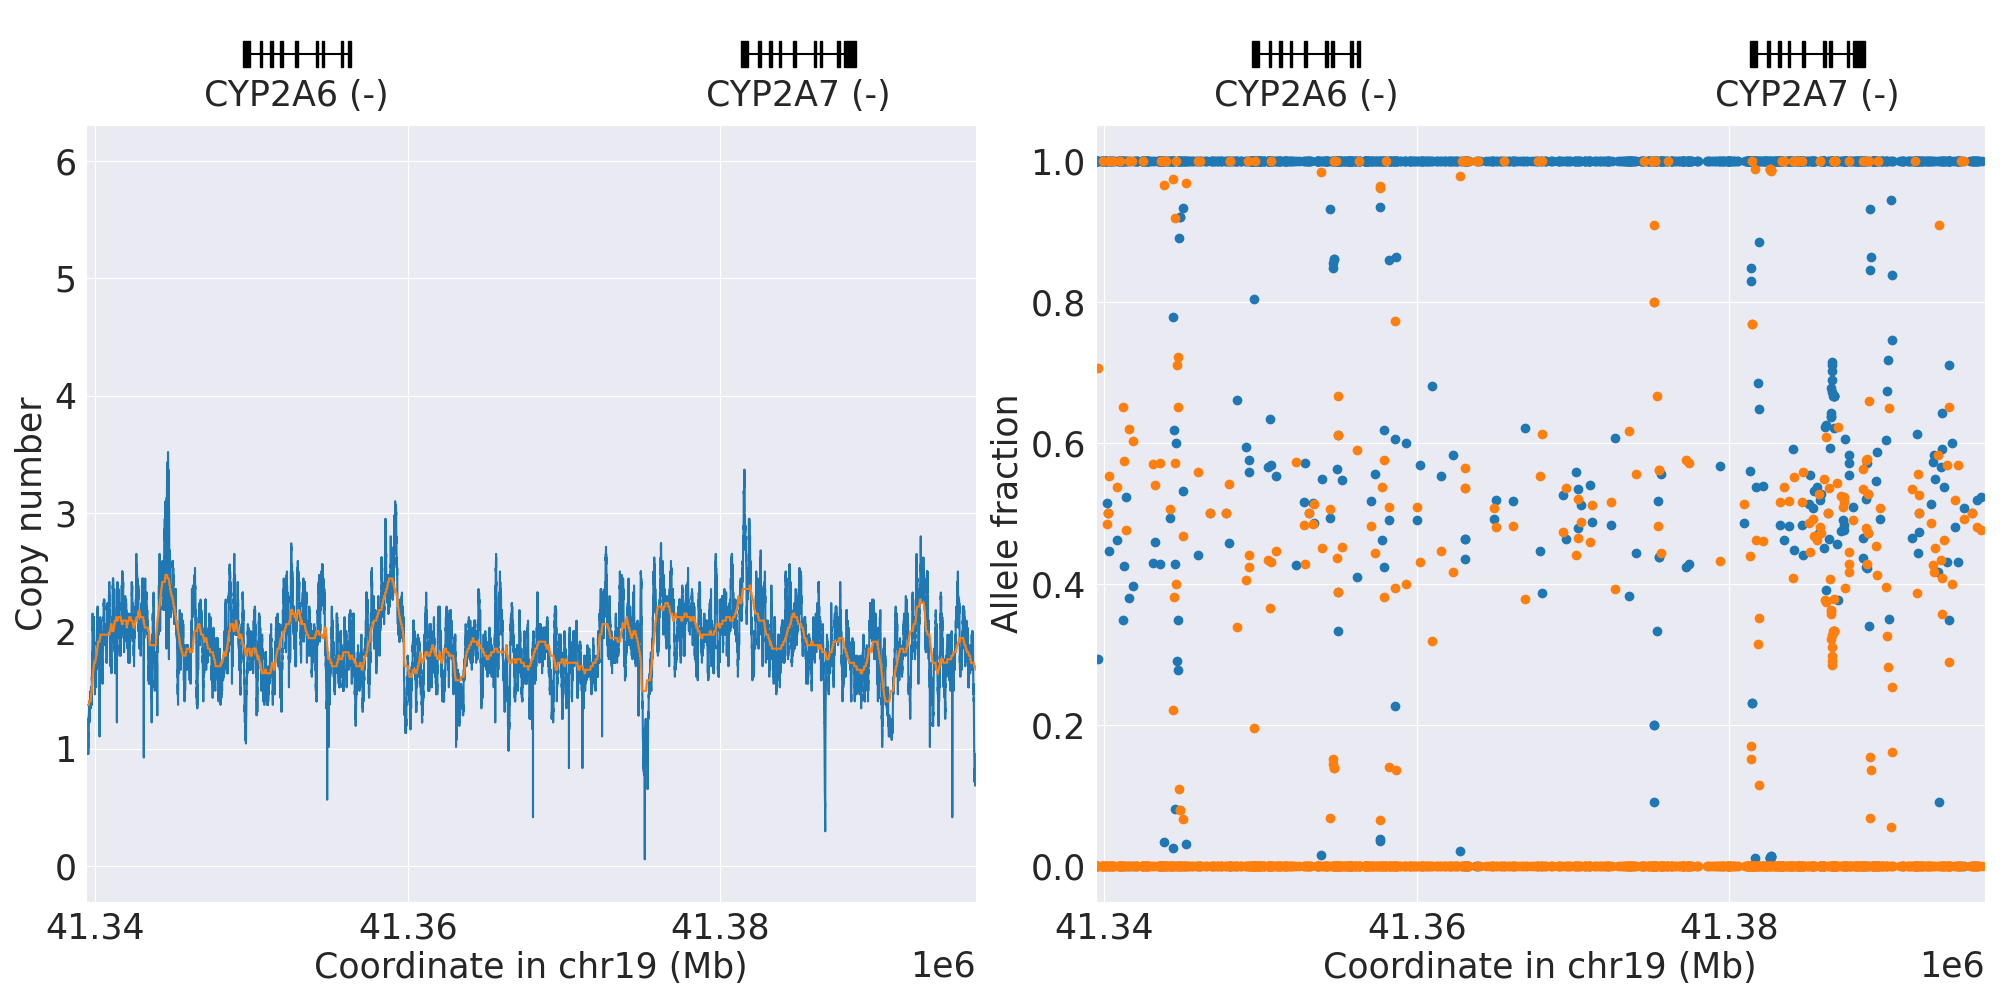 CYP2A6 (-)
CYP2A7 (-)
6
5
4
3
2
1
0
Copy number
41.34
41.36
41.38
Coordinate in chr19 (Mb)
1e6
CYP2A6 (-)
CYP2A7 (-)
1.0
0.8
0.6
0.4
0.2
0.0
Allele fraction
41.34
41.36
41.38
Coordinate in chr19 (Mb)
1e6